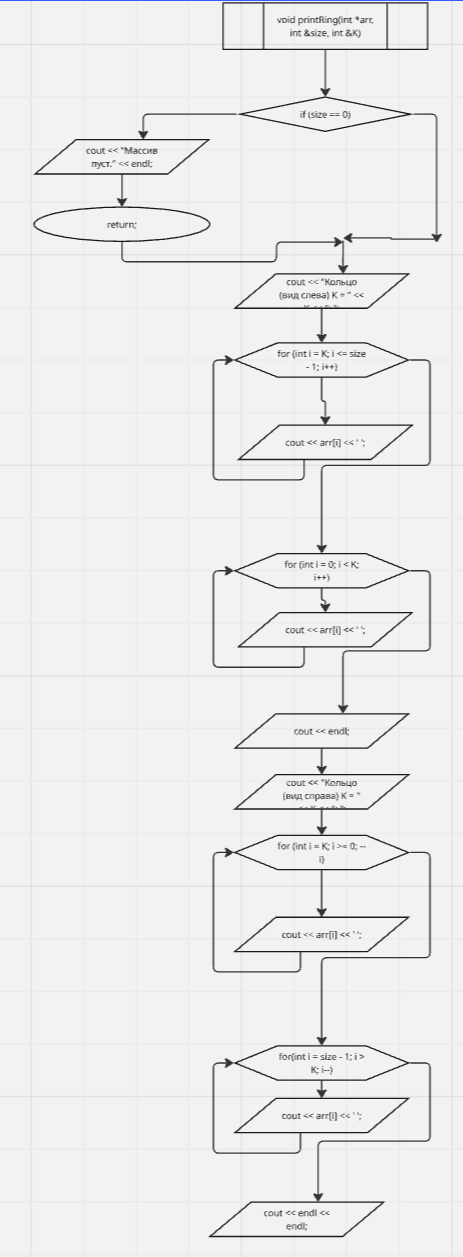 void printRing(int *arr,
int &size, int &K)
if (size == 0)
cout << "Массив
пуст." << endl;
return;
cout << "Кольцо
(вид слева) K = " <<
for (int i = K; i <= size
- 1; i++)
cout << arr[i] << ' ';
for (int i = 0; i < K;
i++)
cout << arr[i] << ' ';
cout << endl;
cout << "Кольцо
(вид справа) K = "
for (int i = K; i >= 0; --
i)
cout << arr[i] << ' ';
for(int i = size - 1; i >
K; i--)
cout << arr[i] << ' ';
cout << endl <<
endl;